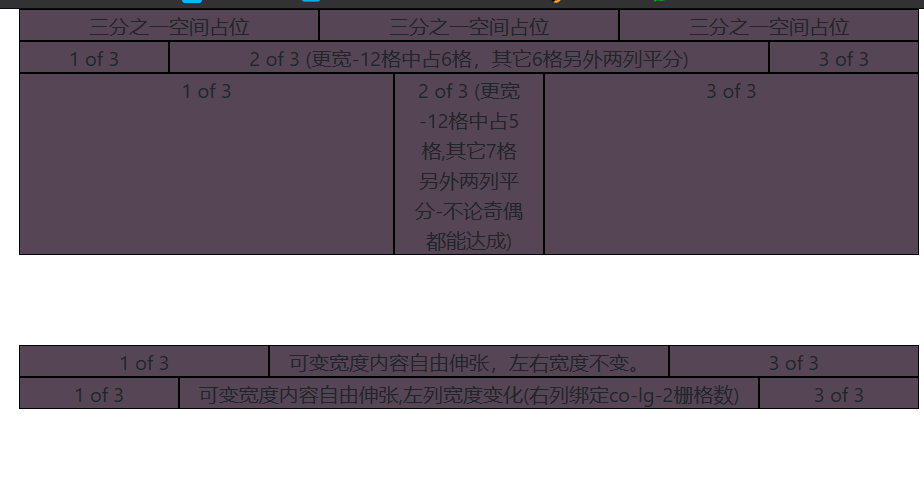 三分之一空间占位 三分之一空间占位 三分之一空间占位
1 of 3 2 of 3 (更宽-12格中占6格，其它6格另外两列平分) 3 of 3
1 of 3 2 of 3 (更宽 3 of 3
-12格中占5
格,其它7格
另外两列平
分-不论奇偶
都能达成)
1 of 3 可变宽度内容自由伸张，左右宽度不变。 3 of 3
1 of 3 可变宽度内容自由伸张,左列宽度变化(右列绑定co-lg-2栅格数) 3 of 3